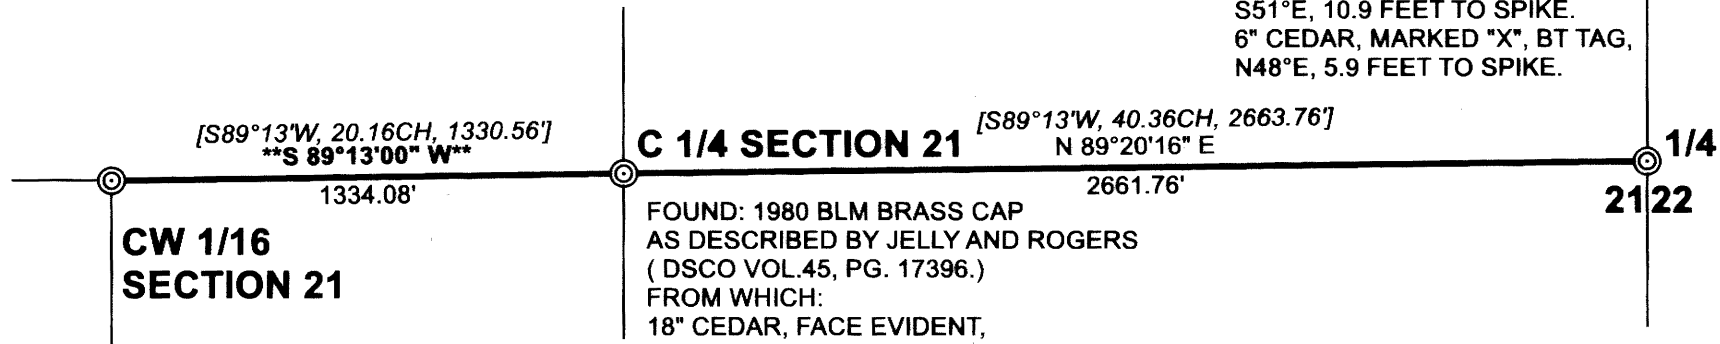 S51°E, 10.9 FEET TO SPIKE.
6" CEDAR, MARKED "X", BT TAG,
N48°E, 5.9 FEET TO SPIKE.
[S89°13'W, 20.16CH, 1330.56']
**S 89°13'00" W**
1334.08'
C 1/4 SECTION 21
[S89°13'W, 40.36CH, 2663.76']
N 89°20'16" E
2661.76'
1/4
21 22
CW 1/16
SECTION 21
FOUND: 1980 BLM BRASS CAP
AS DESCRIBED BY JELLY AND ROGERS
( DSCO VOL.45, PG. 17396.)
FROM WHICH:
18" CEDAR, FACE EVIDENT,